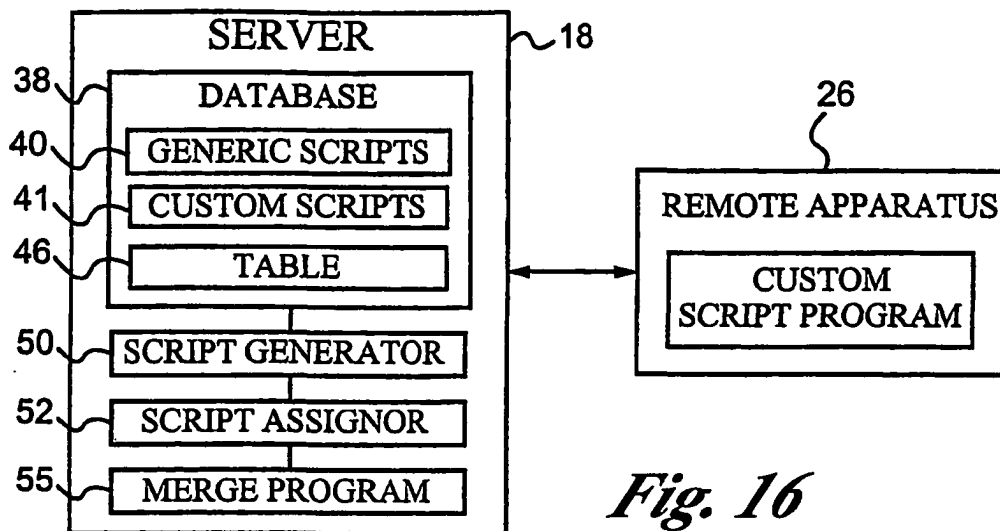 SERVER
18
38
DATABASE
40
GENERIC SCRIPTS
41
CUSTOM SCRIPTS
46
TABLE
50
SCRIPT GENERATOR
52
SCRIPT ASSIGNOR
55
MERGE PROGRAM
26
REMOTE APPARATUS
CUSTOM
SCRIPT PROGRAM
Fig. 16